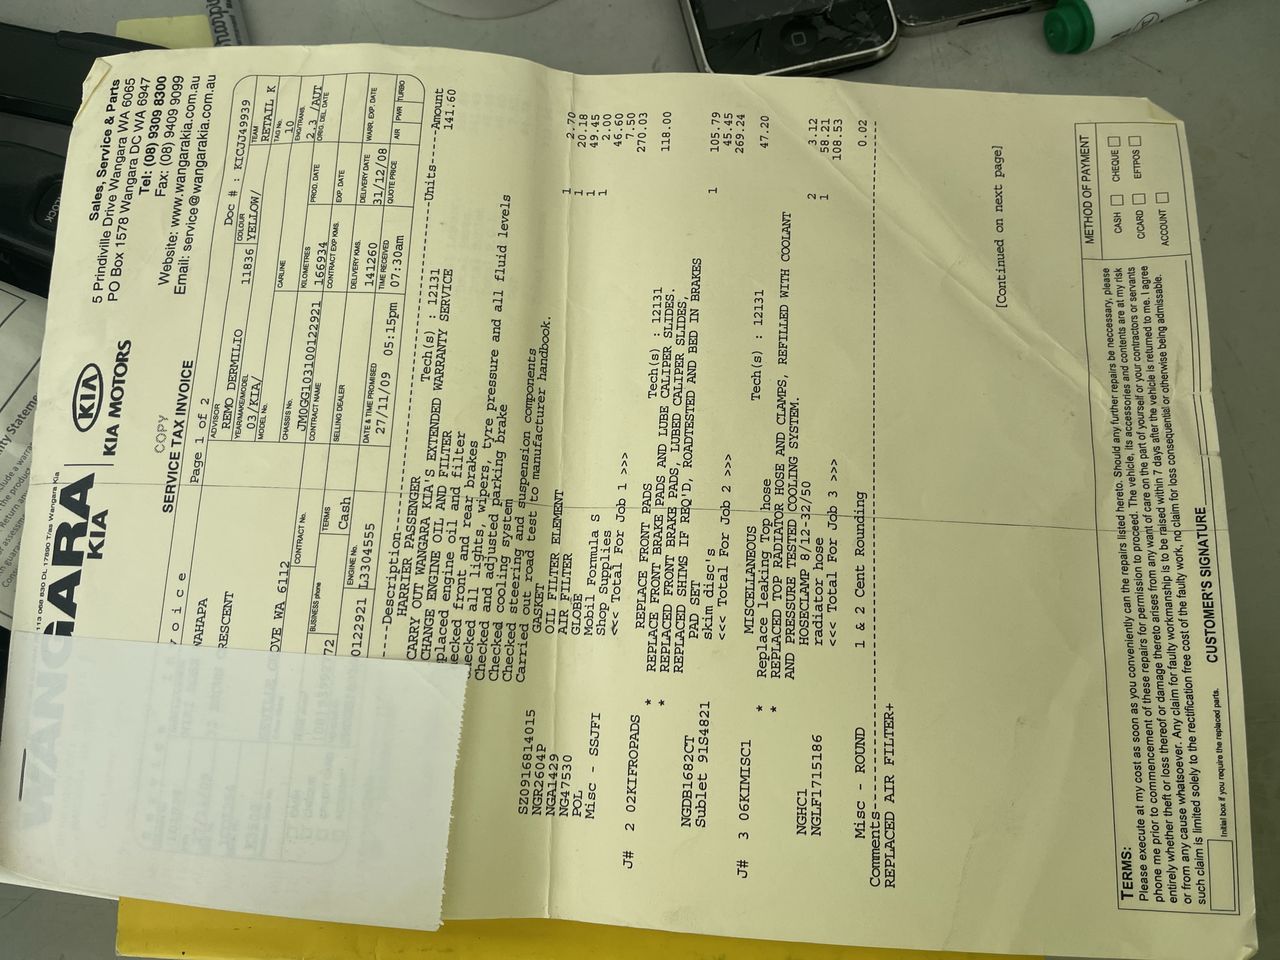 Sales, Service & Parts
5 Prindiville Drive Wangara WA 6065
PO Box 1578 Wangara DC WA 6947
Tel: (08) 9309 8300
Fax: (08) 9409 9099
Website: www.wangarakia.com.au
Email: service@wangarakia.com.au
GARA
KIA
KIA
KIA MOTORS
COPY
SERVICE TAX INVOICE
Page 1 of 2
Doc # : KICJJ49939
ADVISOR
REMO DERMILIO
TEAM
RETAIL K
YEAR/MAKE/MODEL
03/KIA/
COLOUR
11836 YELLOW/
TAG No.
10
MODEL No.
CARLINE
ENG/TRANS.
2.3 /AUT
CHASSIS No.
JM0GG103100122921
KILOMETRES
166934
PROD. DATE
ORIG. DEL. DATE
CONTRACT NAME
CONTRACT EXP KMS.
EXP. DATE
SELLING DEALER
DELIVERY KMS.
141260
DELIVERY DATE
31/12/08
WARR. EXP. DATE
DATE & TIME PROMISED
27/11/09 05:15pm
TIME RECEIVED
07:30am
QUOTE PRICE
AIR
PWR
TURBO
RESCENT
OVE WA 6112
CONTRACT No.
BUSINESS phone
TERMS
72
Cash
ENGINE No.
0122921 L3304555
----Description----Units----Amount
HARRIER PASSENGER Tech(s) : 12131 141.60
CARRY OUT WANGARA KIA'S EXTENDED WARRANTY SERVICE
CHANGE ENGINE OIL AND FILTER
placed engine oil and filter
ecked front and rear brakes
ecked all lights, wipers, tyre pressure and all fluid levels
Checked and adjusted parking brake
Checked cooling system
Checked steering and suspension components
Carried out road test to manufacturer handbook.
SZ0916814015 GASKET 1 2.70
NGR2604P OIL FILTER ELEMENT 1 20.18
NGA1429 AIR FILTER 1 49.45
NG47530 GLOBE 1 2.00
POL Mobil Formula S 46.60
Misc - SSJFI Shop Supplies 7.50
<<< Total For Job 1 >>> 270.03
J# 2 02KIFROPADS REPLACE FRONT PADS Tech(s) : 12131 118.00
* REPLACE FRONT BRAKE PADS AND LUBE CALIPER SLIDES.
* REPLACED FRONT BRAKE PADS, LUBED CALIPER SLIDES,
REPLACED SHIMS IF REQ'D, ROADTESTED AND BED IN BRAKES
NGDB1682CT PAD SET 1 105.79
Sublet 91S4821 skim disc's 45.45
<<< Total For Job 2 >>> 269.24
J# 3 06KIMISC1 MISCELLANEOUS Tech(s) : 12131 47.20
* Replace leaking Top hose
* REPLACED TOP RADIATOR HOSE AND CLAMPS, REFILLED WITH COOLANT
AND PRESSURE TESTED COOLING SYSTEM.
NGHC1 HOSECLAMP 8/12-32/50 2 3.12
NGLF1715186 radiator hose 1 58.21
<<< Total For Job 3 >>> 108.53
Misc - ROUND 1 & 2 Cent Rounding 0.02
Comments----
REPLACED AIR FILTER+
[Continued on next page]
TERMS:
Please execute at my cost as soon as you conveniently can the repairs listed hereto. Should any further repairs be neccessary, please
phone me prior to commencement of these repairs for permission to proceed. The vehicle, its accessories and contents are at my risk
entirely whether theft or loss thereof or damage thereto arises from any want of care on the part of yourself or your contractors or servants
or from any cause whatsoever. Any claim for faulty workmanship is to be raised within 7 days after the vehicle is returned to me. I agree
such claim is limited solely to the rectification free cost of the faulty work, no claim for loss consequential or otherwise being admissable.
Initial box if you require the replaced parts.
CUSTOMER'S SIGNATURE
METHOD OF PAYMENT
CASH
CHEQUE
C/CARD
EFTPOS
ACCOUNT